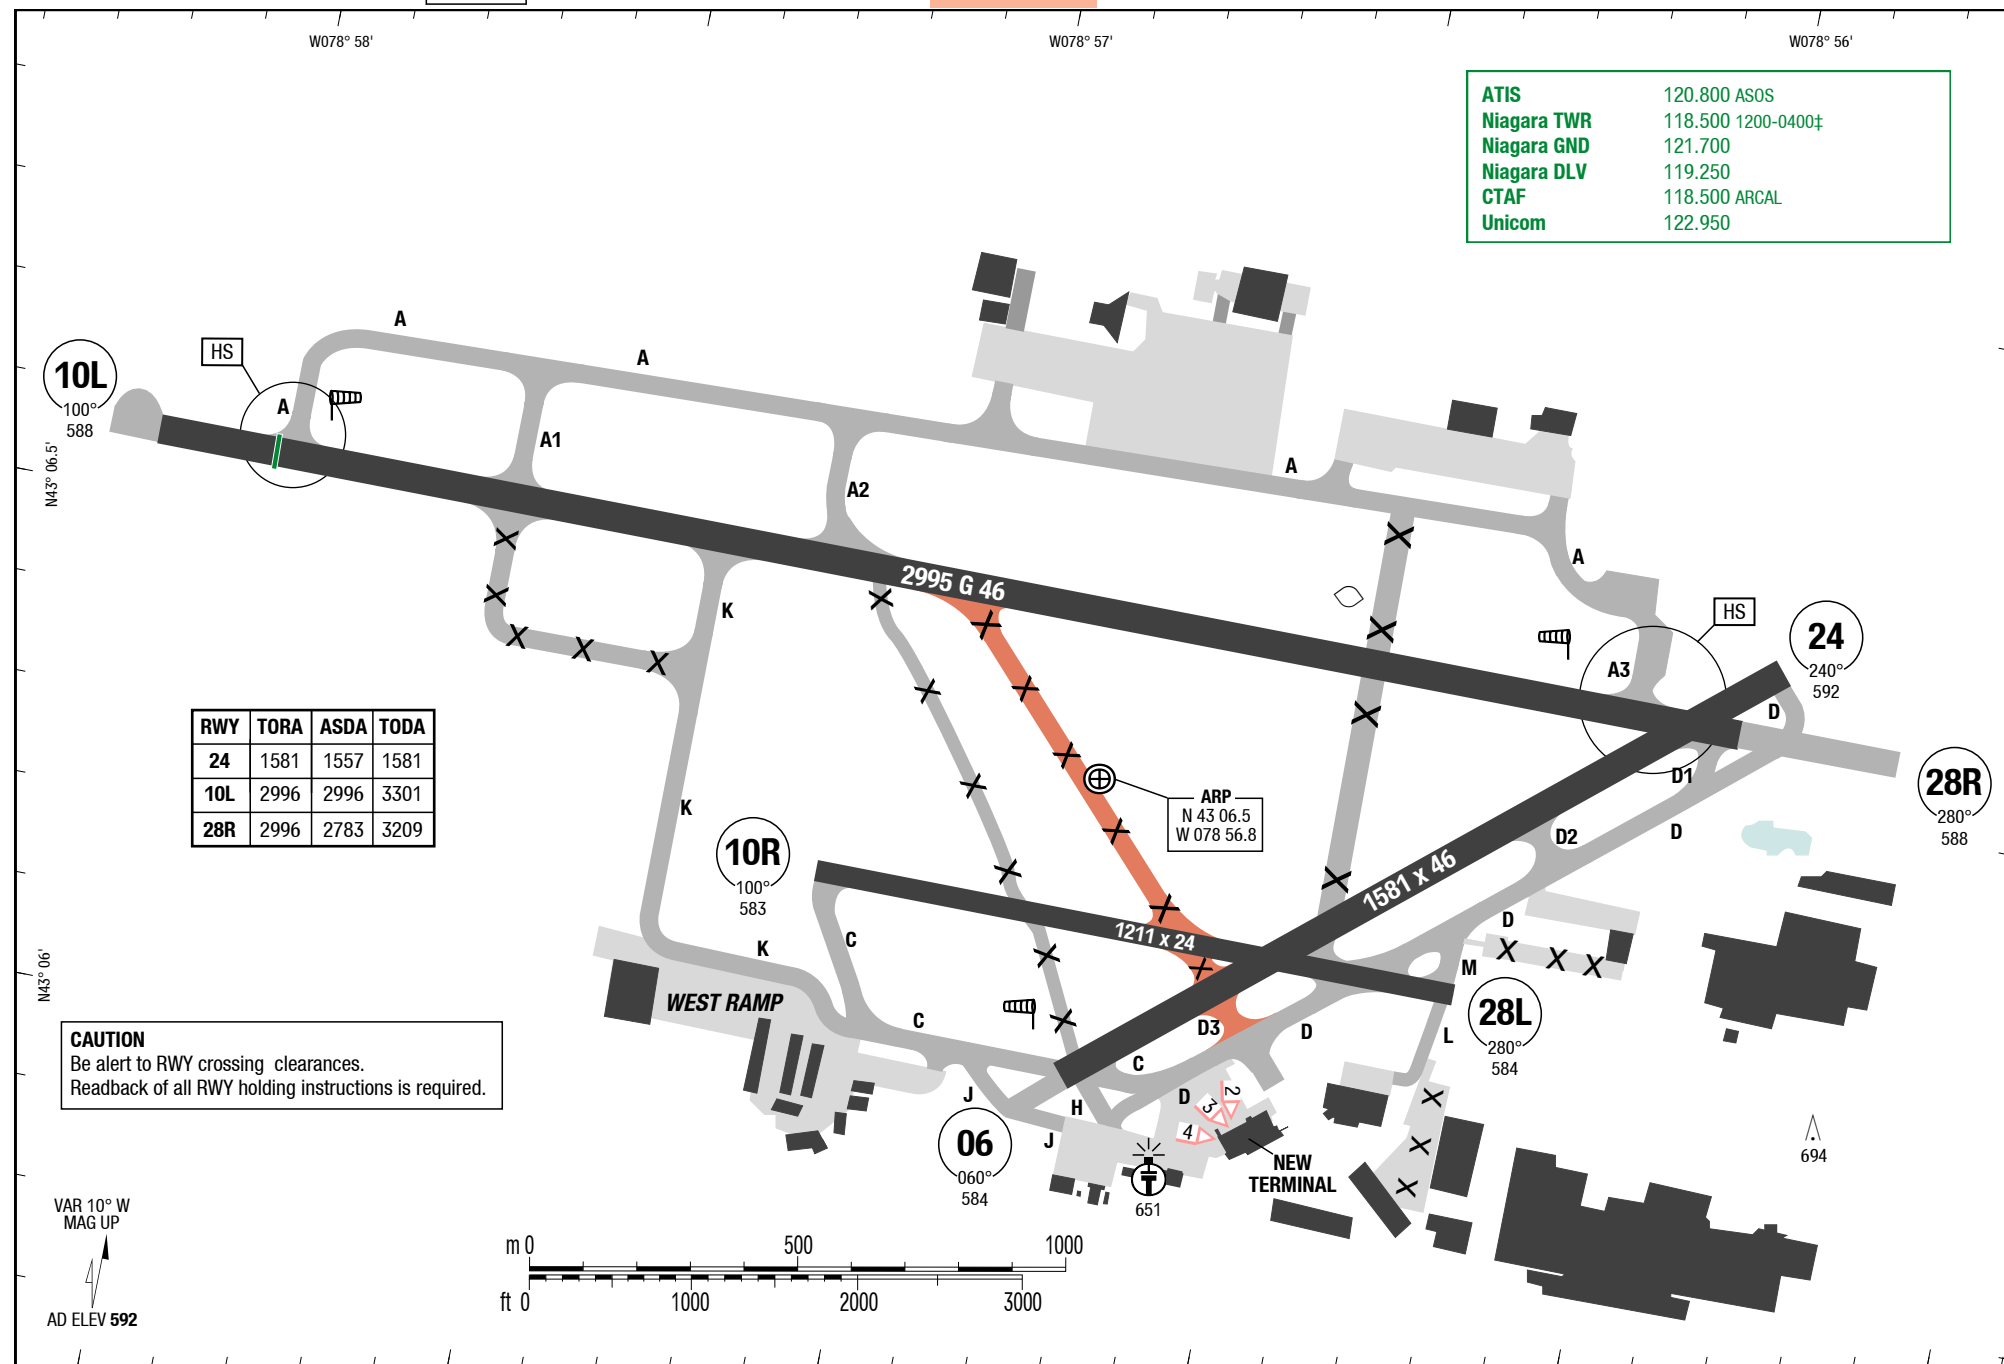 W078° 58'
W078° 57'
W078° 56'
ATIS 120.800 ASOS
Niagara TWR 118.500 1200-0400‡
Niagara GND 121.700
Niagara DLV 119.250
CTAF 118.500 ARCAL
Unicom 122.950
A
HS
A
10L
100°
588
A
A1
A
A2
N43° 06.5'
A
2995 G 46
K
HS
24
240°
592
A3
D
D1
28R
280°
588
RWY TORA ASDA TODA
24 1581 1557 1581
10L 2996 2996 3301
28R 2996 2783 3209
K
ARP
N 43 06.5
W 078 56.8
10R
100°
583
D2
D
1581 x 46
1211 x 24
C
K
D
M
N43° 06'
WEST RAMP
28L
280°
584
C
D3
D
L
CAUTION
Be alert to RWY crossing clearances.
Readback of all RWY holding instructions is required.
C
J
H
D
2
3
4
J
06
060°
584
NEW
TERMINAL
651
694
VAR 10° W
MAG UP
AD ELEV 592
m 0 500 1000
ft 0 1000 2000 3000